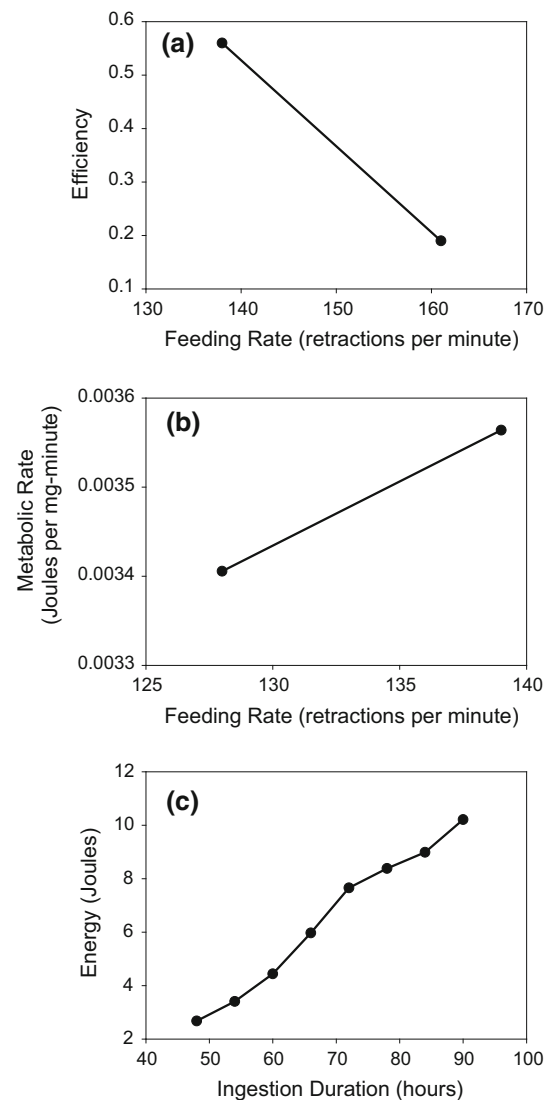 (a)
0.6
0.5
0.4
0.3
0.2
0.1
Efficiency
130 140 150 160 170
Feeding Rate (retractions per minute)
(b)
0.0036
0.0035
0.0034
0.0033
Metabolic Rate
(Joules per mg-minute)
125 130 135 140
Feeding Rate (retractions per minute)
(c)
12
10
8
6
4
2
Energy (Joules)
40 50 60 70 80 90 100
Ingestion Duration (hours)